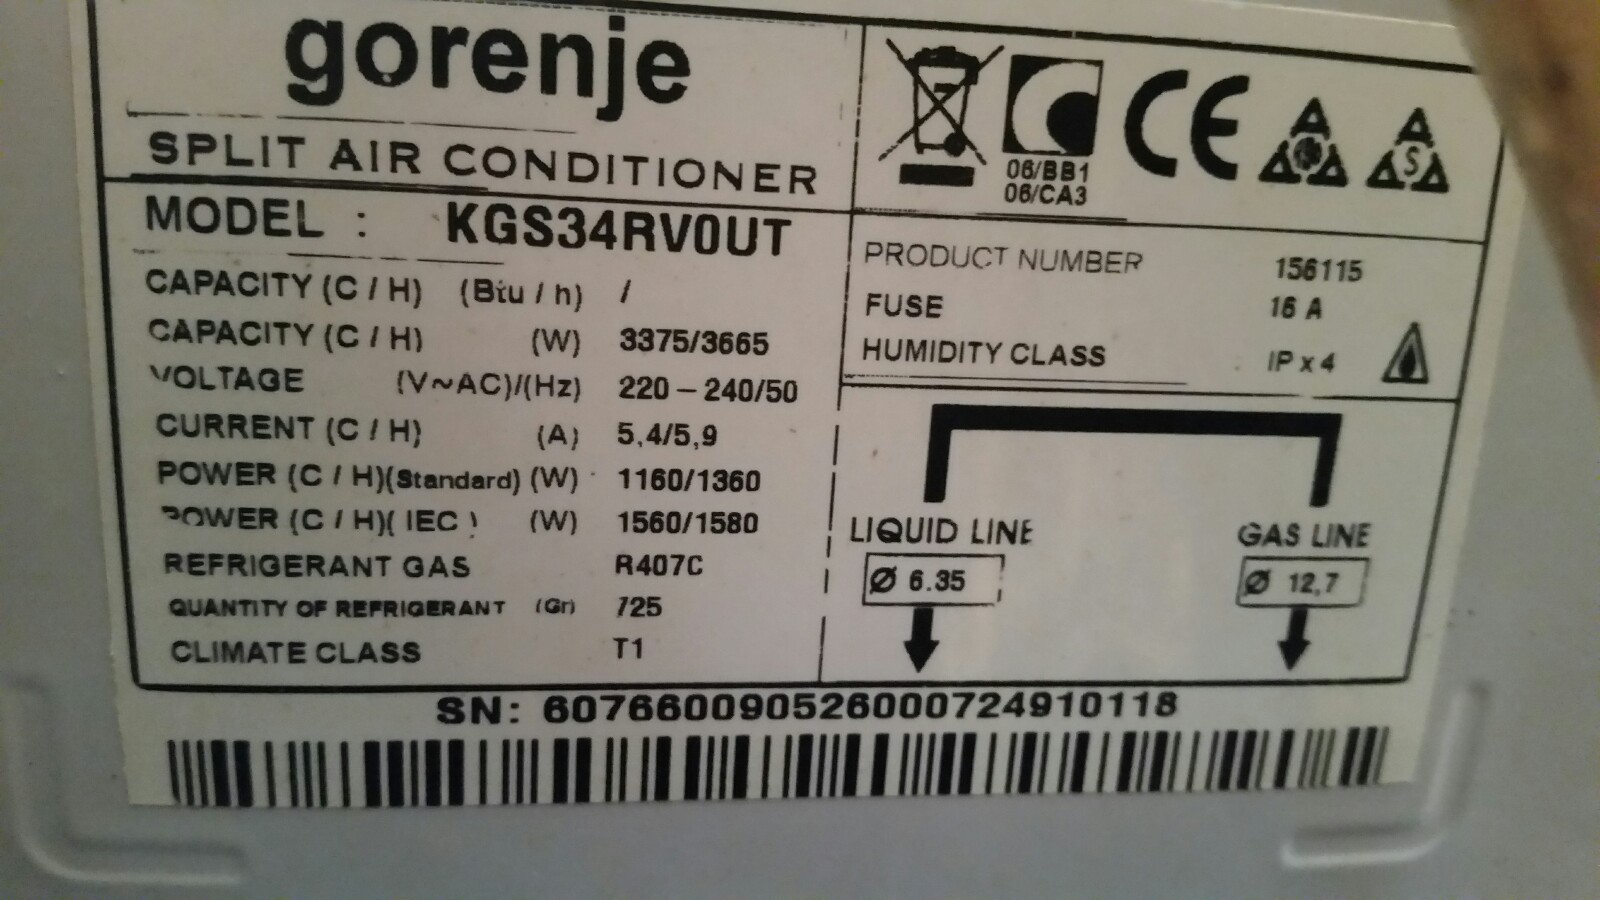 gorenje
SPLIT AIR CONDITIONER
MODEL : KGS34RV0UT
CAPACITY (C / H) (Btu / h) /
CAPACITY (C / H) (W) 3375/3665
VOLTAGE (V~AC)/(Hz) 220 – 240/50
CURRENT (C / H) (A) 5,4/5,9
POWER (C / H)(Standard) (W) 1160/1360
POWER (C / H)( IEC ) (W) 1560/1580
REFRIGERANT GAS R407C
QUANTITY OF REFRIGERANT (Gr) 725
CLIMATE CLASS T1
06/BB1
06/CA3
CE
S
PRODUCT NUMBER 156115
FUSE 16 A
HUMIDITY CLASS IP x 4
LIQUID LINE GAS LINE
Ø 6.35 Ø 12,7
SN: 607660090526000724910118